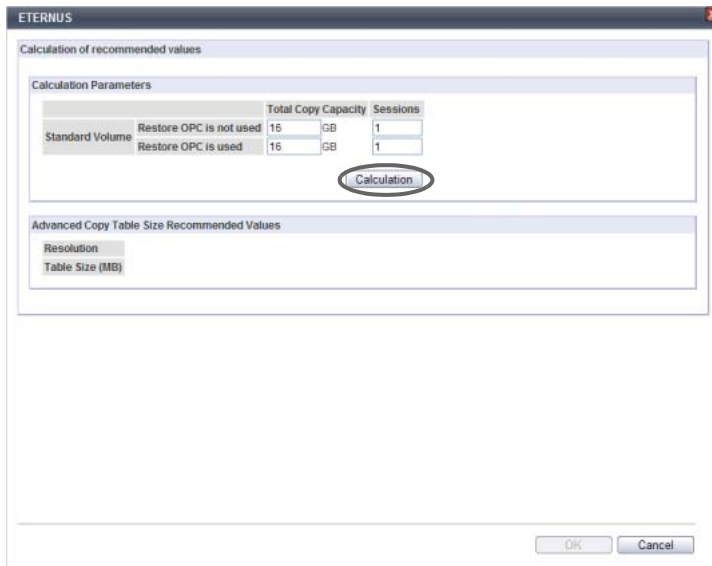 ETERNUS
Calculation of recommended values
Calculation Parameters
Total Copy Capacity Sessions
Standard Volume
Restore OPC is not used 16 GB 1
Restore OPC is used 16 GB 1
Calculation
Advanced Copy Table Size Recommended Values
Resolution
Table Size (MB)
OK Cancel